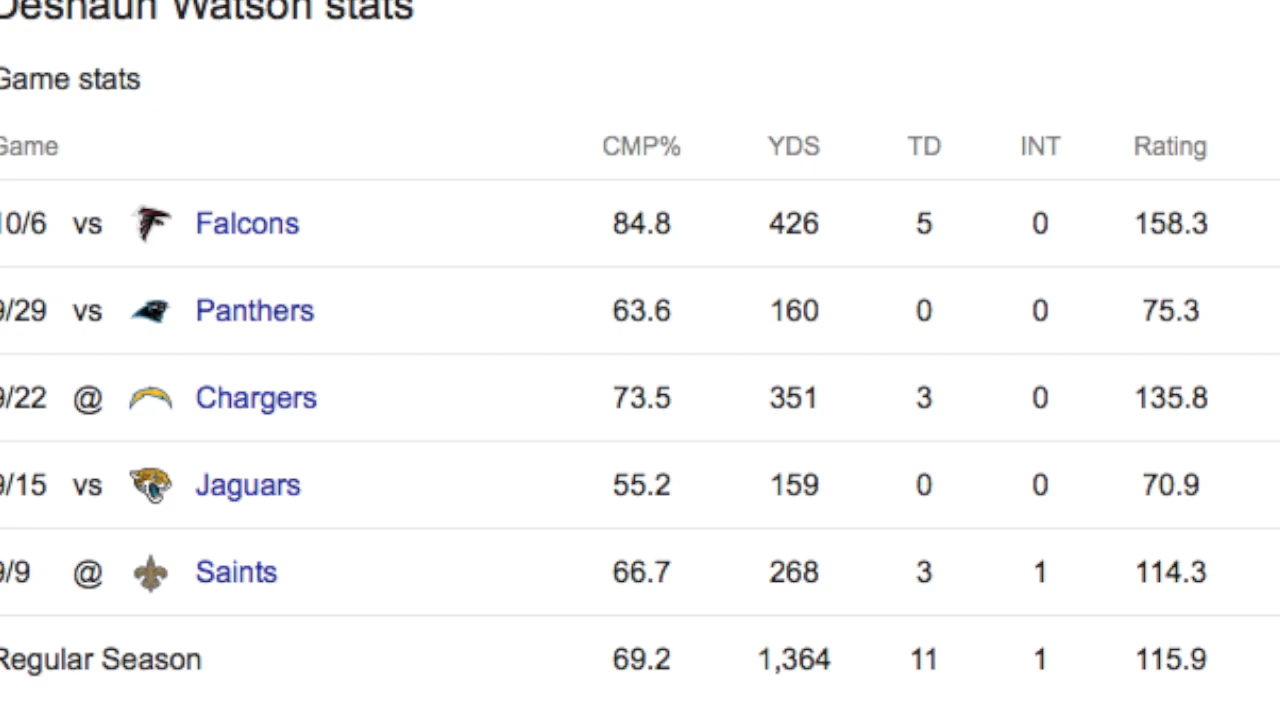 Deshaun Watson stats
Game stats
Game CMP% YDS TD INT Rating
10/6 vs Falcons 84.8 426 5 0 158.3
9/29 vs Panthers 63.6 160 0 0 75.3
9/22 @ Chargers 73.5 351 3 0 135.8
9/15 vs Jaguars 55.2 159 0 0 70.9
9/9 @ Saints 66.7 268 3 1 114.3
Regular Season 69.2 1,364 11 1 115.9